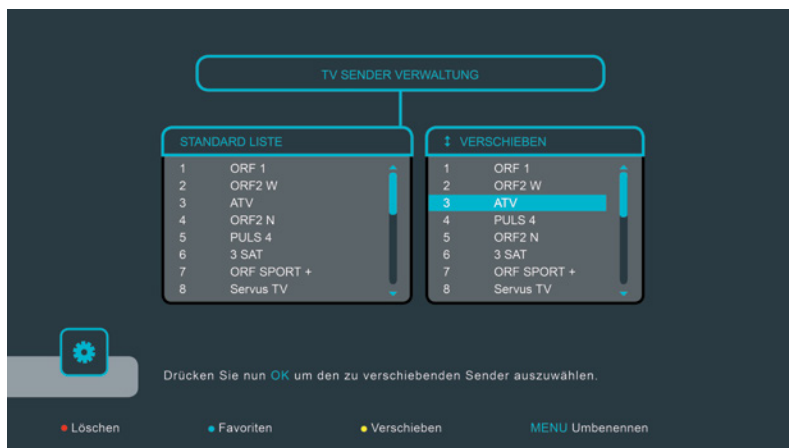 TV SENDER VERWALTUNG
STANDARD LISTE
1 ORF 1
2 ORF2 W
3 ATV
4 ORF2 N
5 PULS 4
6 3 SAT
7 ORF SPORT +
8 Servus TV
VERSCHIEBEN
1 ORF 1
2 ORF2 W
3 ATV
4 PULS 4
5 ORF2 N
6 3 SAT
7 ORF SPORT +
8 Servus TV
Drücken Sie nun OK um den zu verschiebenden Sender auszuwählen.
Löschen Favoriten Verschieben MENU Umbenennen